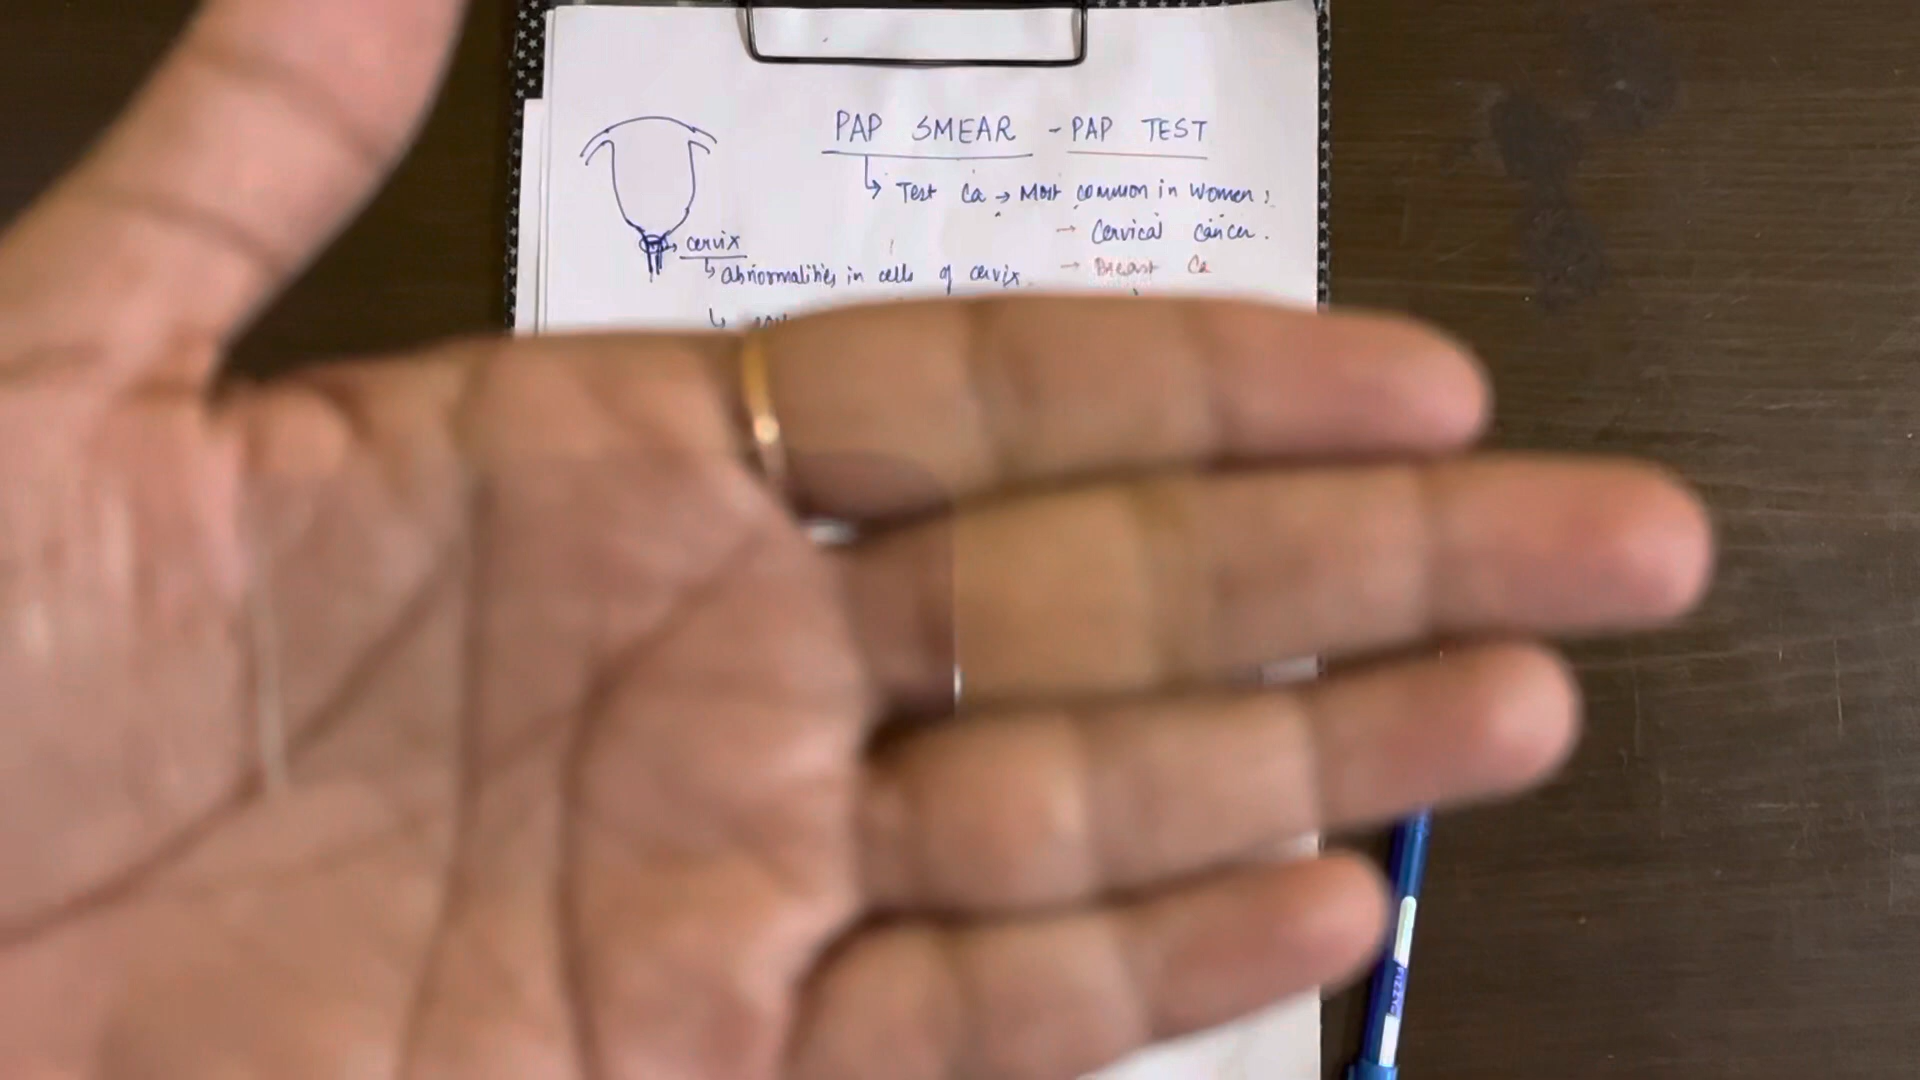 PAP SMEAR - PAP TEST
↳ Test Ca → Most common in Women :
→ Cervical cancer.
→ Breast Ca
→ cervix
↳ Abnormalities in cells of cervix.
FIZZY